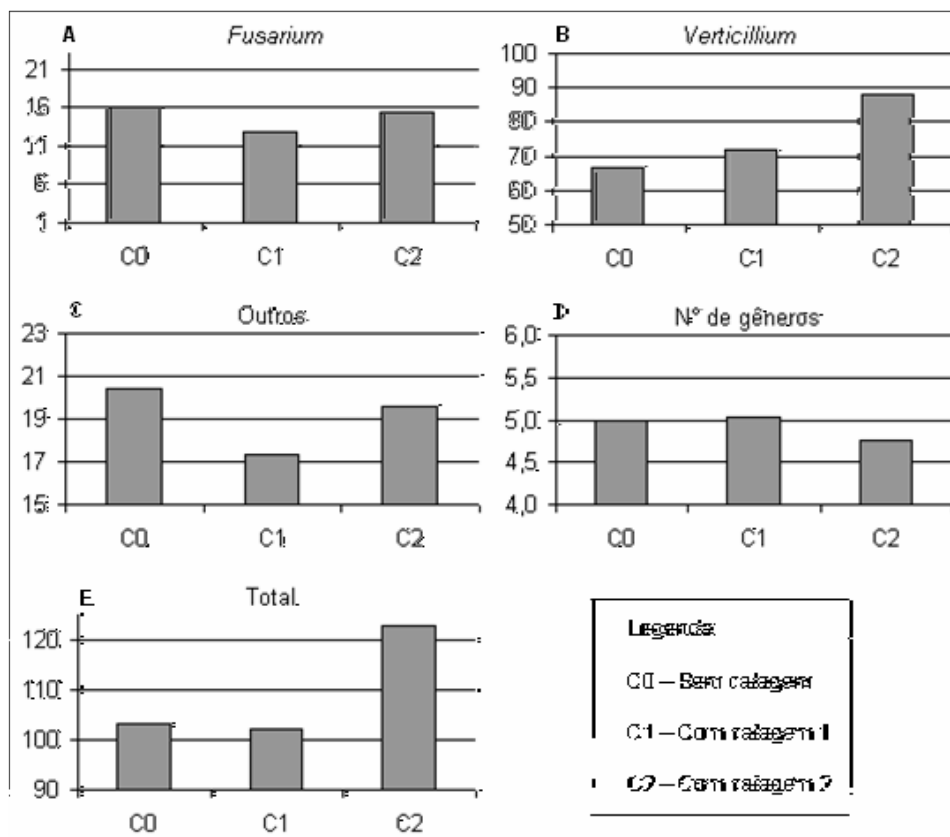 A Fusarium
21
16
11
6
1
C0 C1 C2
B Verticillium
100
90
80
70
60
50
C0 C1 C2
C Outros
23
21
19
17
15
C0 C1 C2
D N° de gêneros
6,0
5,5
5,0
4,5
4,0
C0 C1 C2
E Total
120
110
100
90
C0 C1 C2
Legenda
C0 – Sem calagem
C1 – Com calagem 1
C2 – Com calagem 2